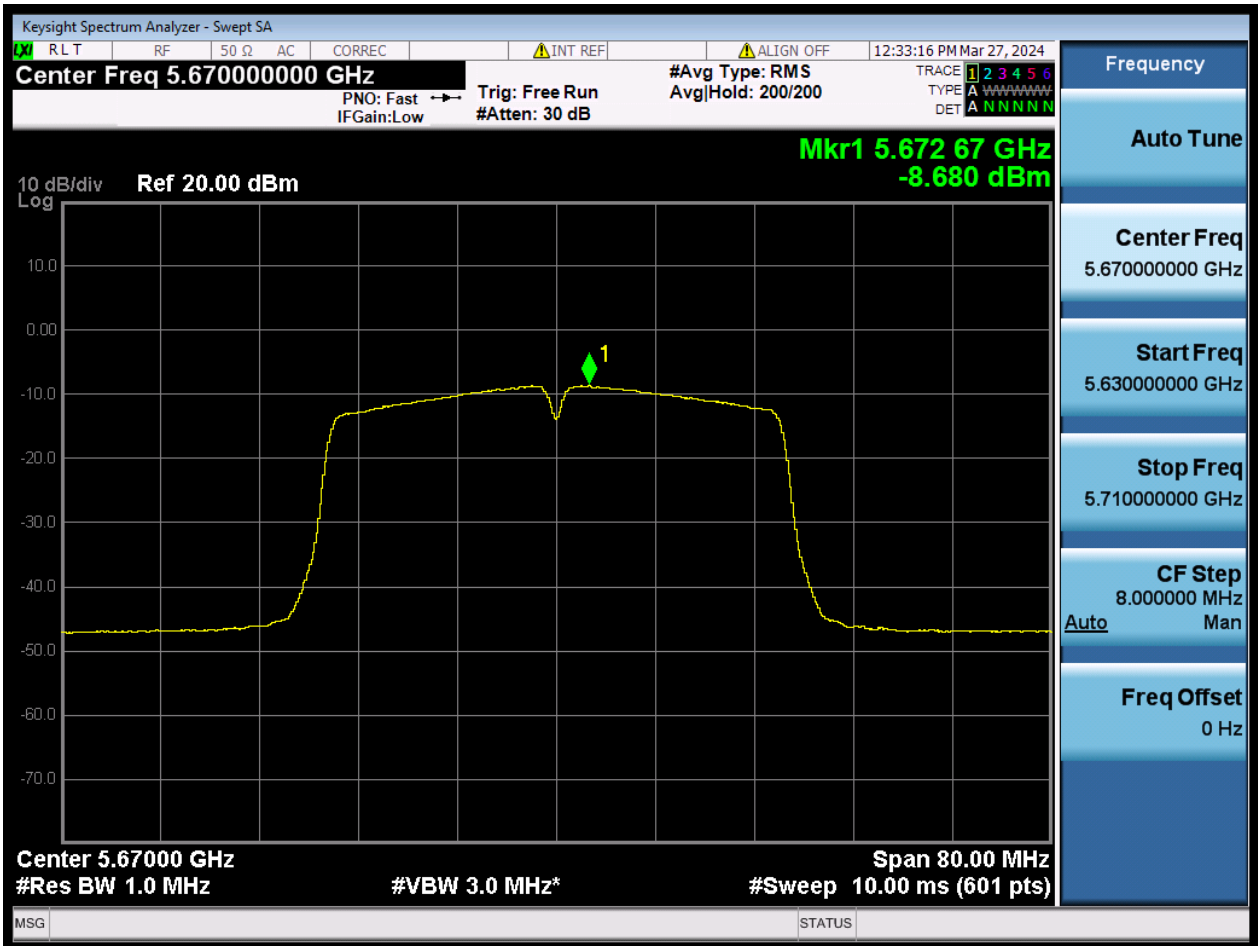 Keysight Spectrum Analyzer - Swept SA
LXI RLT RF 50 Ω AC CORREC INT REF ALIGN OFF 12:33:16 PM Mar 27, 2024
Center Freq 5.670000000 GHz #Avg Type: RMS TRACE 1 2 3 4 5 6
PNO: Fast Trig: Free Run Avg|Hold: 200/200 TYPE A WWWWW
IFGain:Low #Atten: 30 dB DET A N N N N N
Mkr1 5.672 67 GHz
-8.680 dBm
10 dB/div Ref 20.00 dBm
Log
10.0
0.00
-10.0
-20.0
-30.0
-40.0
-50.0
-60.0
-70.0
1
Center 5.67000 GHz Span 80.00 MHz
#Res BW 1.0 MHz #VBW 3.0 MHz* #Sweep 10.00 ms (601 pts)
MSG STATUS
Frequency
Auto Tune
Center Freq
5.670000000 GHz
Start Freq
5.630000000 GHz
Stop Freq
5.710000000 GHz
CF Step
8.000000 MHz
Auto Man
Freq Offset
0 Hz